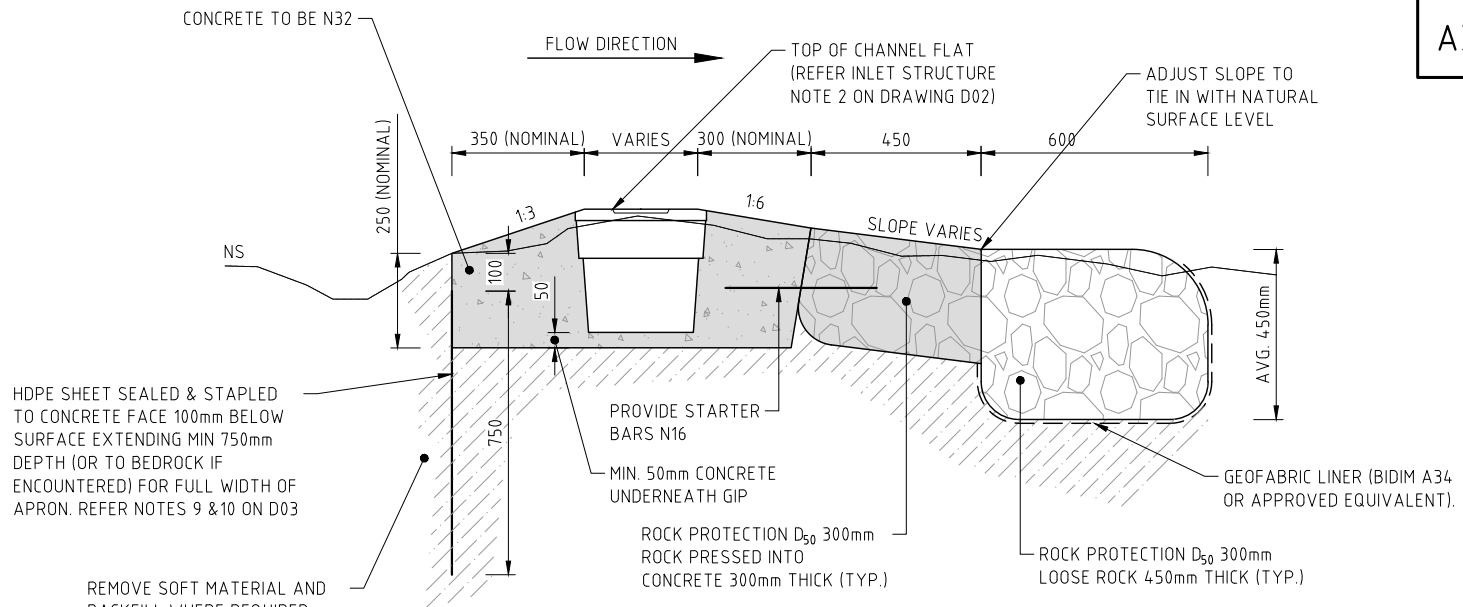 CONCRETE TO BE N32
FLOW DIRECTION
TOP OF CHANNEL FLAT
(REFER INLET STRUCTURE
NOTE 2 ON DRAWING D02)
ADJUST SLOPE TO
TIE IN WITH NATURAL
SURFACE LEVEL
350 (NOMINAL)
VARIES
300 (NOMINAL)
450
600
250 (NOMINAL)
1:3
1:6
SLOPE VARIES
NS
100
50
750
AVG. 450mm
HDPE SHEET SEALED & STAPLED
TO CONCRETE FACE 100mm BELOW
SURFACE EXTENDING MIN 750mm
DEPTH (OR TO BEDROCK IF
ENCOUNTERED) FOR FULL WIDTH OF
APRON. REFER NOTES 9 &10 ON D03
PROVIDE STARTER
BARS N16
MIN. 50mm CONCRETE
UNDERNEATH GIP
ROCK PROTECTION D50 300mm
ROCK PRESSED INTO
CONCRETE 300mm THICK (TYP.)
GEOFABRIC LINER (BIDIM A34
OR APPROVED EQUIVALENT).
ROCK PROTECTION D50 300mm
LOOSE ROCK 450mm THICK (TYP.)
REMOVE SOFT MATERIAL AND